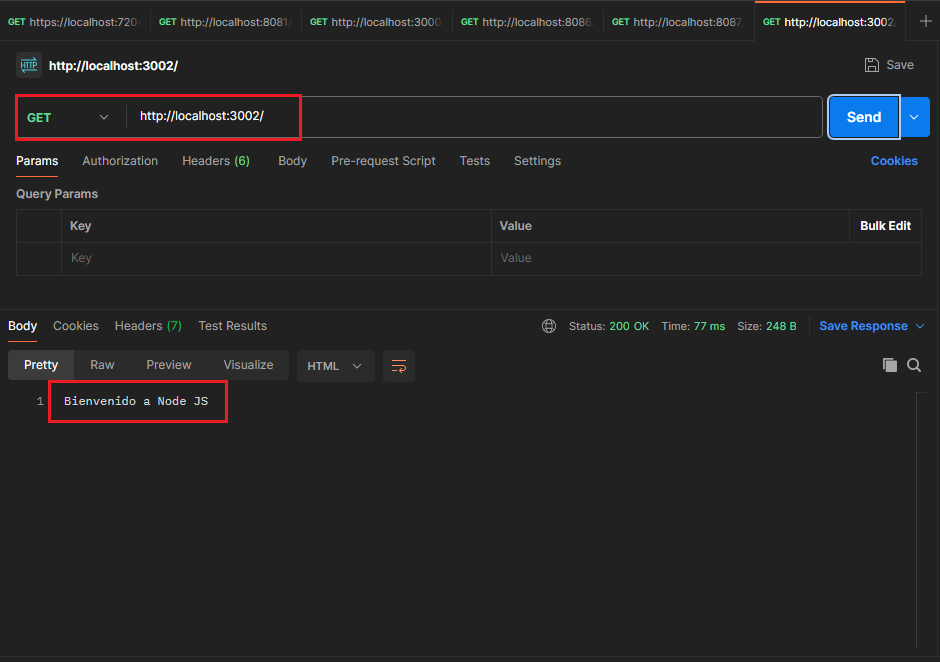 GET https://localhost:720 GET http://localhost:8081/ GET http://localhost:3000 GET http://localhost:8086. GET http://localhost:8087, GET http://localhost:3002, +
HTTP http://localhost:3002/ Save
GET http://localhost:3002/ Send
Params Authorization Headers (6) Body Pre-request Script Tests Settings Cookies
Query Params
Key Value Bulk Edit
Key Value
Body Cookies Headers (7) Test Results Status: 200 OK Time: 77 ms Size: 248 B Save Response
Pretty Raw Preview Visualize HTML
1 Bienvenido a Node JS